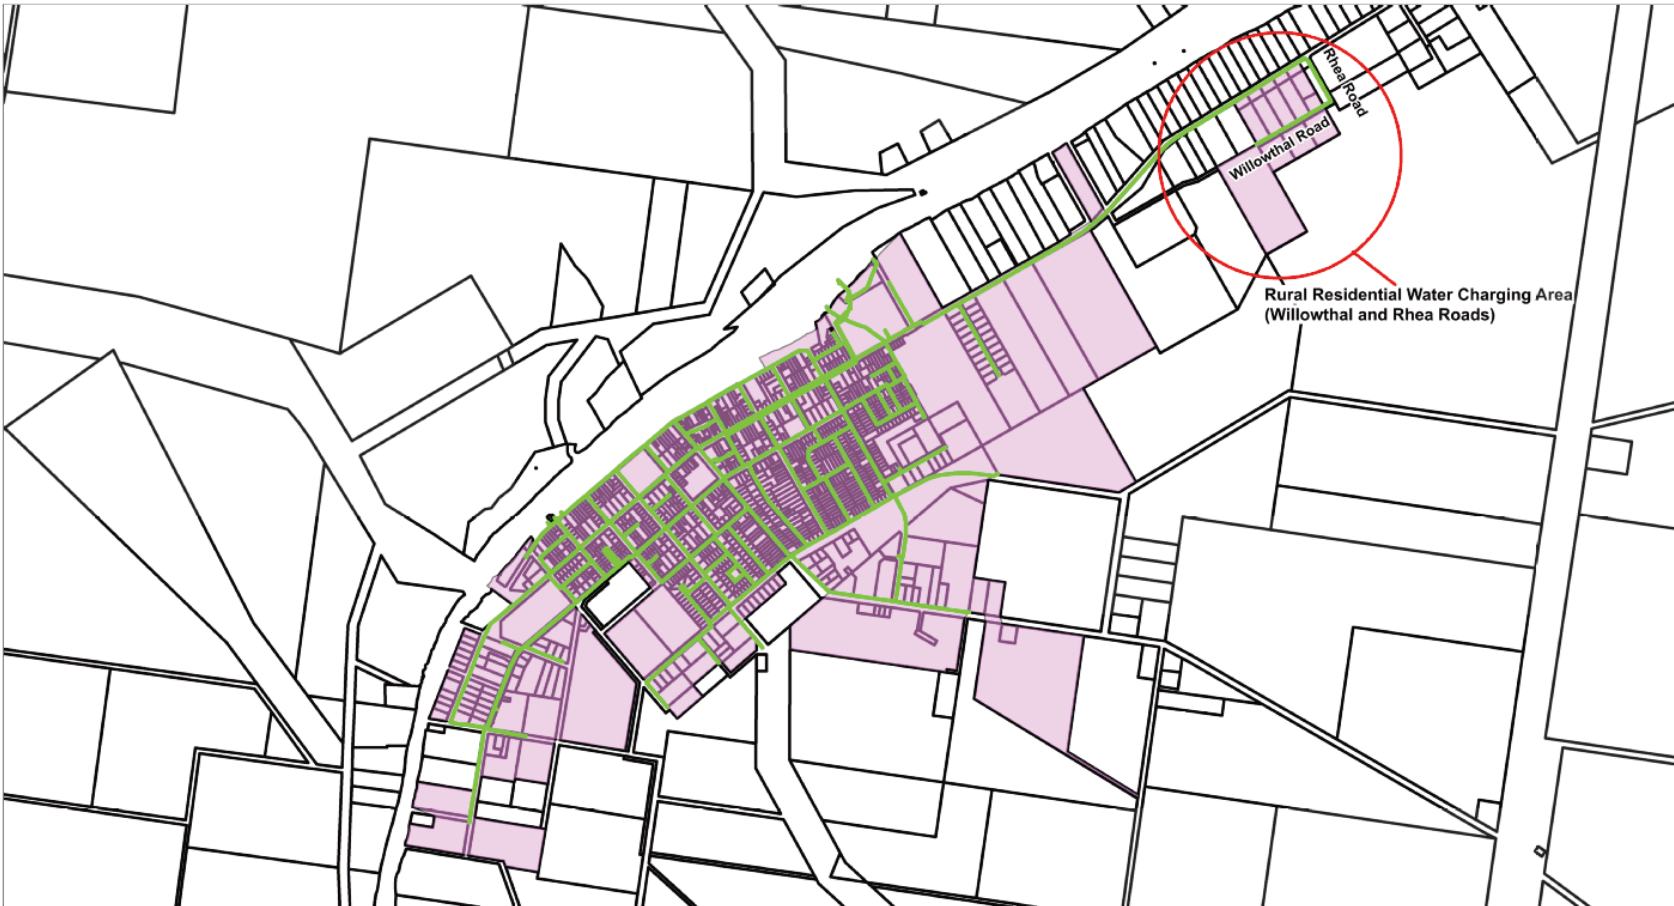 Rhea Road
Willowthal Road
Rural Residential Water Charging Area
(Willowthal and Rhea Roads)